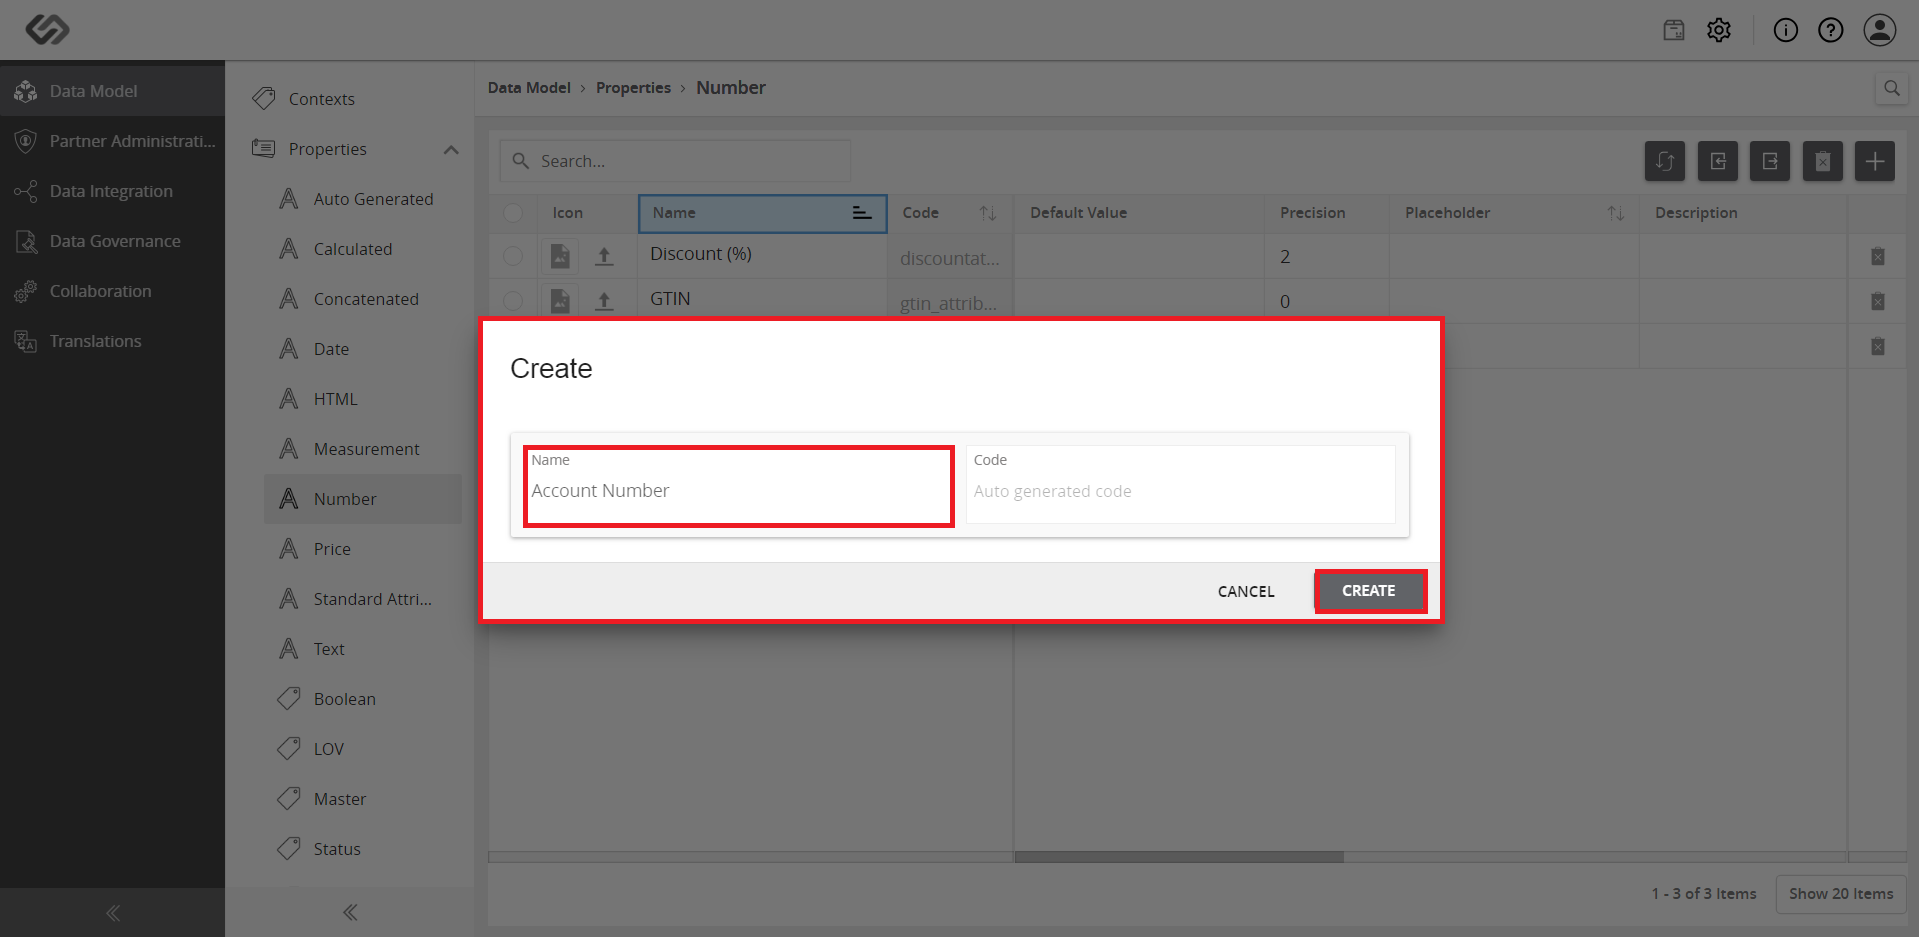 Data Model
Partner Administrati...
Data Integration
Data Governance
Collaboration
Translations
Contexts
Properties
Auto Generated
Calculated
Concatenated
Date
HTML
Measurement
Number
Price
Standard Attri...
Text
Boolean
LOV
Master
Status
Data Model › Properties › Number
Search...
Icon Name Code Default Value Precision Placeholder Description
Discount (%) discountat... 2
GTIN gtin_attrib... 0
Create
Name Code
Account Number Auto generated code
CANCEL CREATE
1 - 3 of 3 Items Show 20 Items